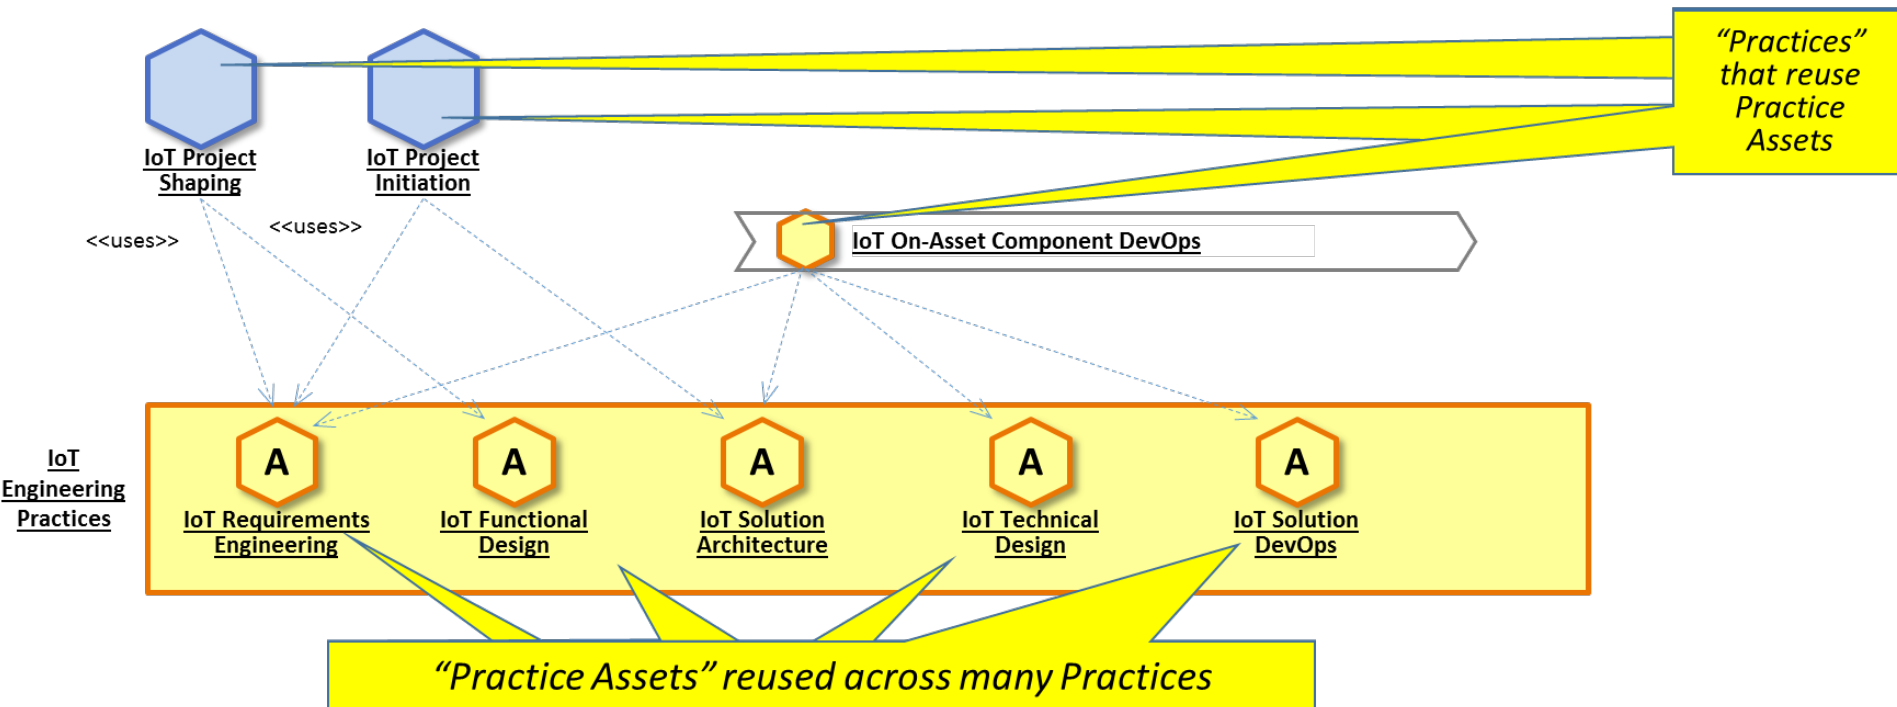 “Practices”
that reuse
Practice
Assets
IoT Project
Shaping
IoT Project
Initiation
<<uses>>
<<uses>>
IoT On-Asset Component DevOps
IoT
Engineering
Practices
A
A
A
A
A
IoT Requirements
Engineering
IoT Functional
Design
IoT Solution
Architecture
IoT Technical
Design
IoT Solution
DevOps
“Practice Assets” reused across many Practices